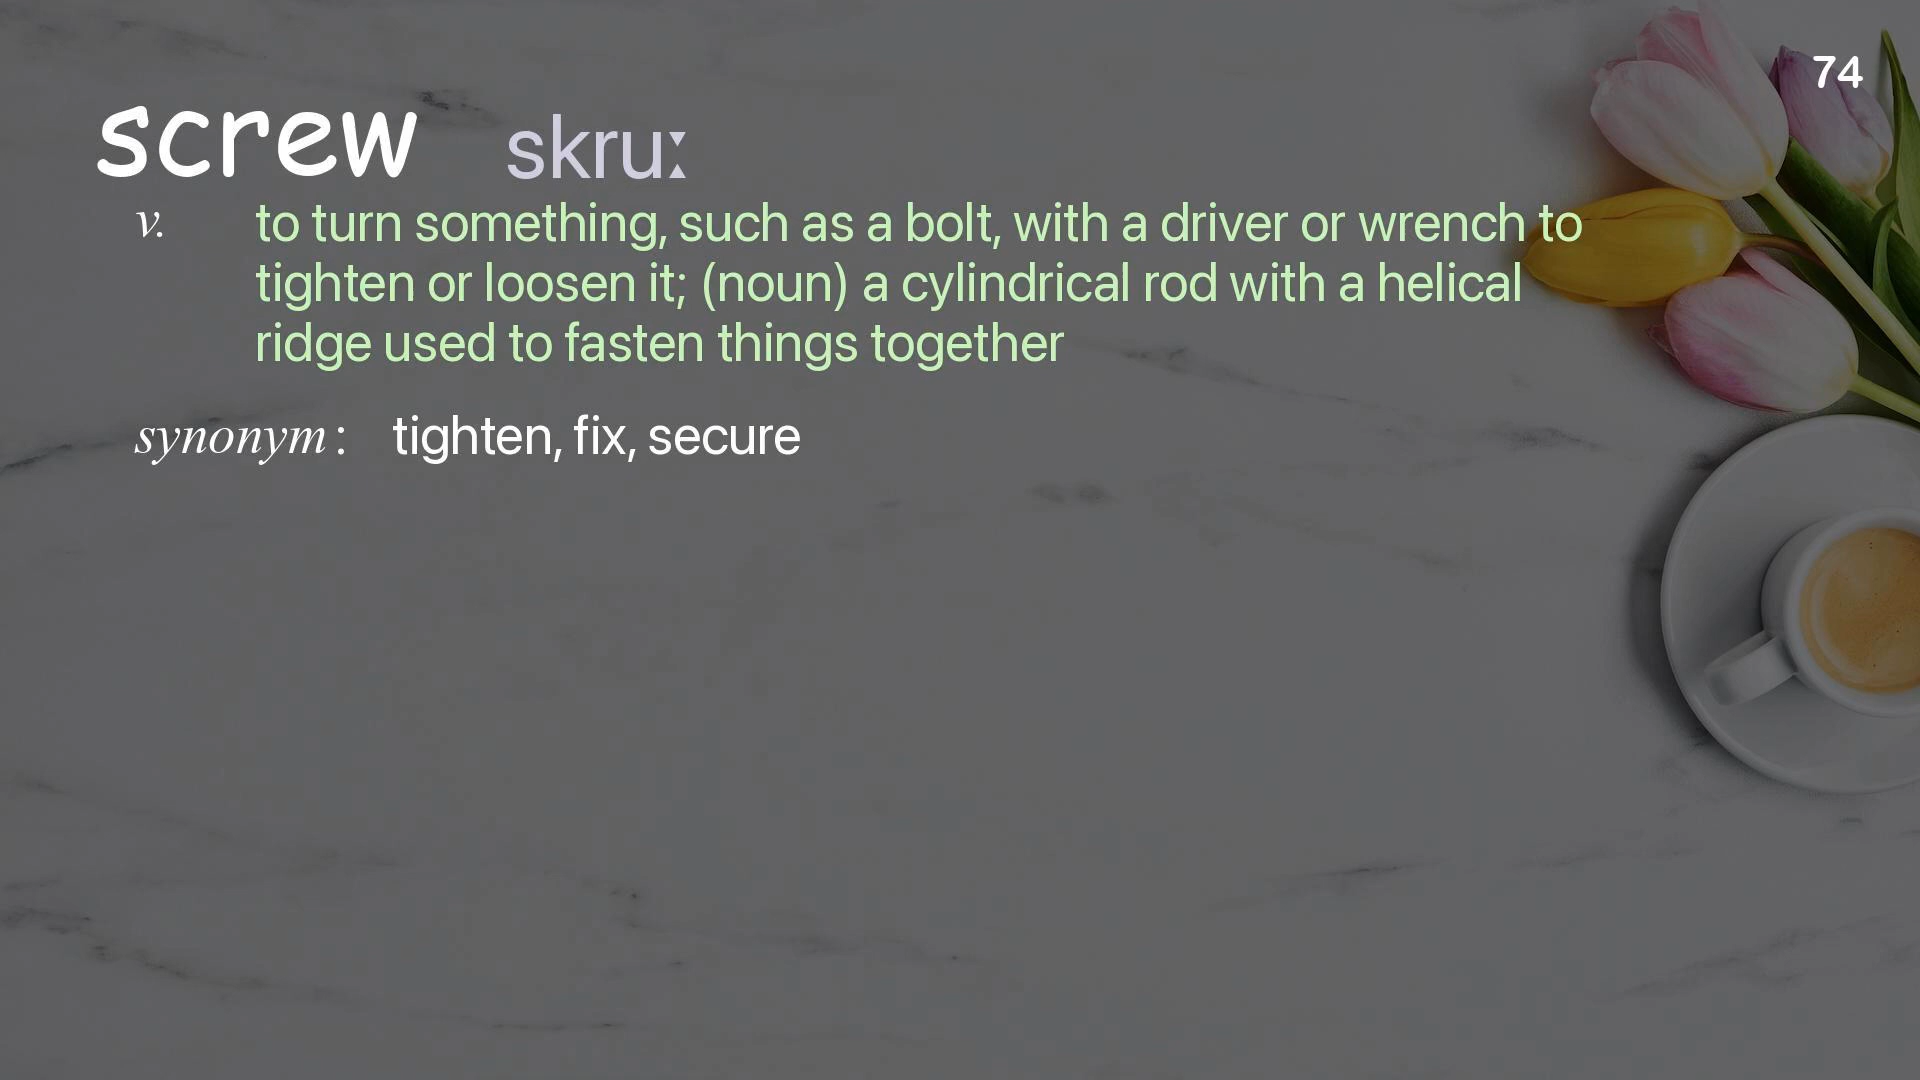 74
screw skruː
v. to turn something, such as a bolt, with a driver or wrench to
tighten or loosen it; (noun) a cylindrical rod with a helical
ridge used to fasten things together
synonym: tighten, fix, secure